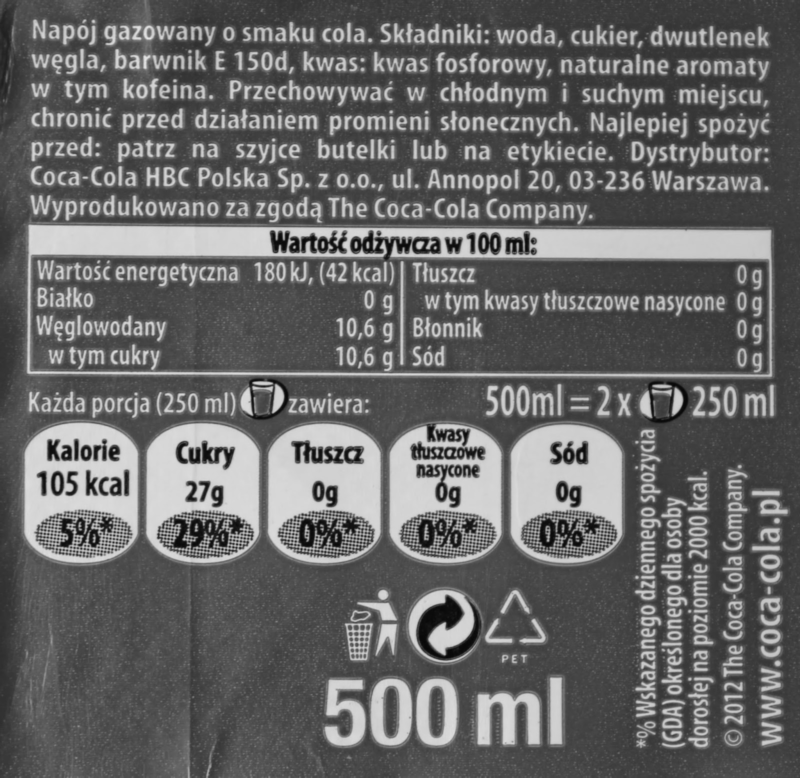 Napój gazowany o smaku cola. Składniki: woda, cukier, dwutlenek
węgla, barwnik E 150d, kwas: kwas fosforowy, naturalne aromaty
w tym kofeina. Przechowywać w chłodnym i suchym miejscu,
chronić przed działaniem promieni słonecznych. Najlepiej spożyć
przed: patrz na szyjce butelki lub na etykiecie. Dystrybutor:
Coca-Cola HBC Polska Sp. z o.o., ul. Annopol 20, 03-236 Warszawa.
Wyprodukowano za zgodą The Coca-Cola Company.
Wartość odżywcza w 100 ml:
Wartość energetyczna 180 kJ, (42 kcal)
Białko 0 g
Węglowodany 10,6 g
w tym cukry 10,6 g
Tłuszcz 0 g
w tym kwasy tłuszczowe nasycone 0 g
Błonnik 0 g
Sód 0 g
Każda porcja (250 ml) zawiera:
500ml = 2 x 250 ml
Kalorie
105 kcal
5%*
Cukry
27g
29%*
Tłuszcz
0g
0%*
Kwasy
tłuszczowe
nasycone
0g
0%*
Sód
0g
0%*
*% Wskazanego dziennego spożycia
(GDA) określonego dla osoby
dorosłej na poziomie 2000 kcal.
© 2012 The Coca-Cola Company.
www.coca-cola.pl
PET
500 ml